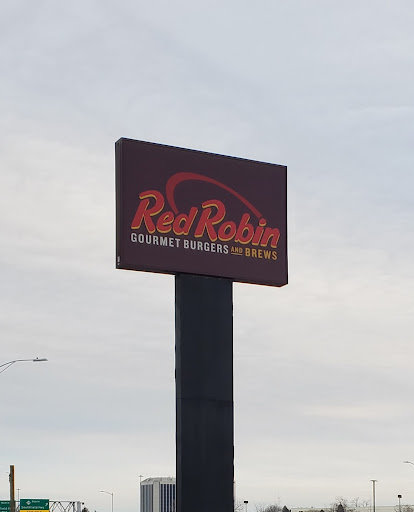 Red Robin
GOURMET BURGERS AND BREWS